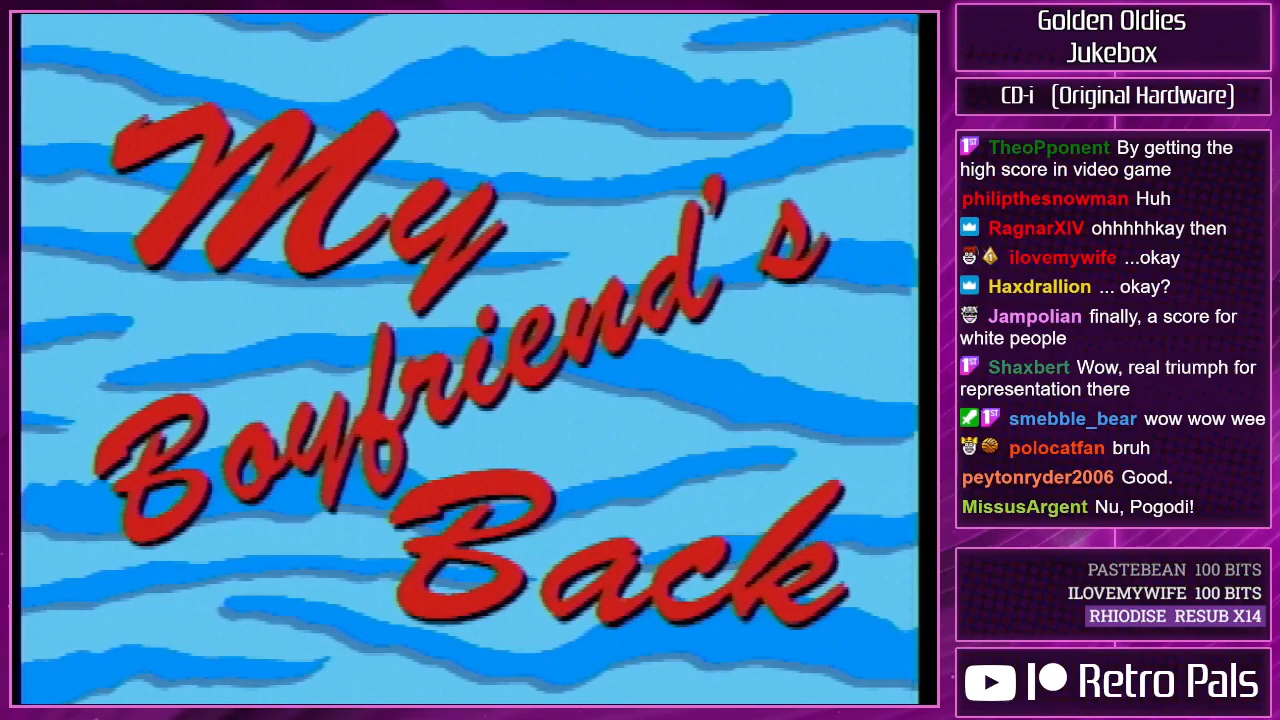 My
Boyfriend's
Back
Golden Oldies
Jukebox
CD-i (Original Hardware)
1ST TheoPponent By getting the
high score in video game
philipthesnowman Huh
RagnarXIV ohhhhhkay then
ilovemywife ...okay
Haxdrallion ... okay?
Jampolian finally, a score for
white people
1ST Shaxbert Wow, real triumph for
representation there
1ST smebble_bear wow wow wee
polocatfan bruh
peytonryder2006 Good.
MissusArgent Nu, Pogodi!
PASTEBEAN 100 BITS
ILOVEMYWIFE 100 BITS
RHIODISE RESUB X14
Retro Pals